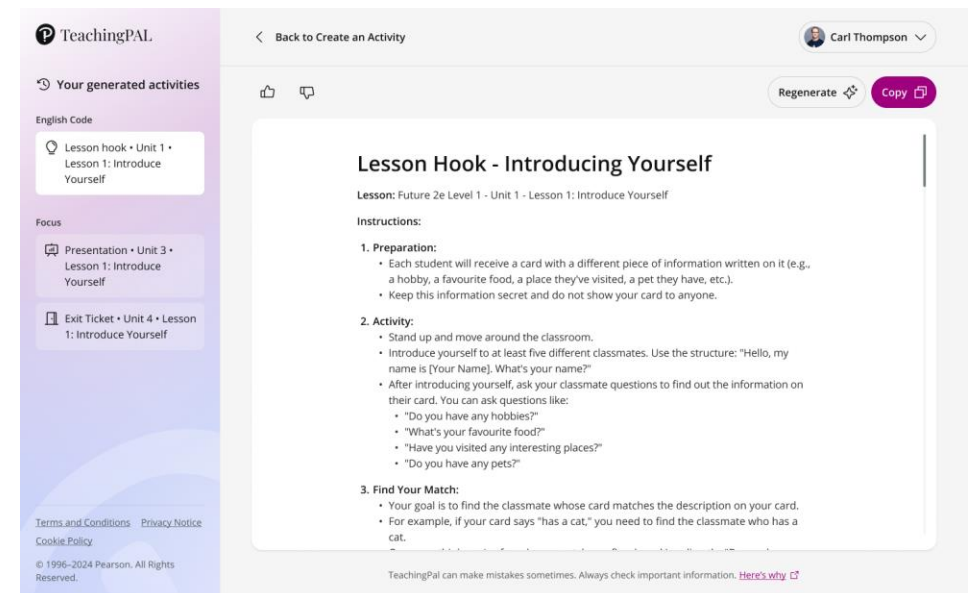 TeachingPAL
Your generated activities
English Code
Lesson hook • Unit 1 •
Lesson 1: Introduce
Yourself
Focus
Presentation • Unit 3 •
Lesson 1: Introduce
Yourself
Exit Ticket • Unit 4 • Lesson
1: Introduce Yourself
Terms and Conditions Privacy Notice
Cookie Policy
© 1996–2024 Pearson. All Rights
Reserved.
Back to Create an Activity
Carl Thompson
Regenerate
Copy
Lesson Hook - Introducing Yourself
Lesson: Future 2e Level 1 - Unit 1 - Lesson 1: Introduce Yourself
Instructions:
1. Preparation:
• Each student will receive a card with a different piece of information written on it (e.g.,
a hobby, a favourite food, a place they've visited, a pet they have, etc.).
• Keep this information secret and do not show your card to anyone.
2. Activity:
• Stand up and move around the classroom.
• Introduce yourself to at least five different classmates. Use the structure: "Hello, my
name is [Your Name]. What's your name?"
• After introducing yourself, ask your classmate questions to find out the information on
their card. You can ask questions like:
• "Do you have any hobbies?"
• "What's your favourite food?"
• "Have you visited any interesting places?"
• "Do you have any pets?"
3. Find Your Match:
• Your goal is to find the classmate whose card matches the description on your card.
• For example, if your card says "has a cat," you need to find the classmate who has a
cat.
TeachingPal can make mistakes sometimes. Always check important information. Here's why